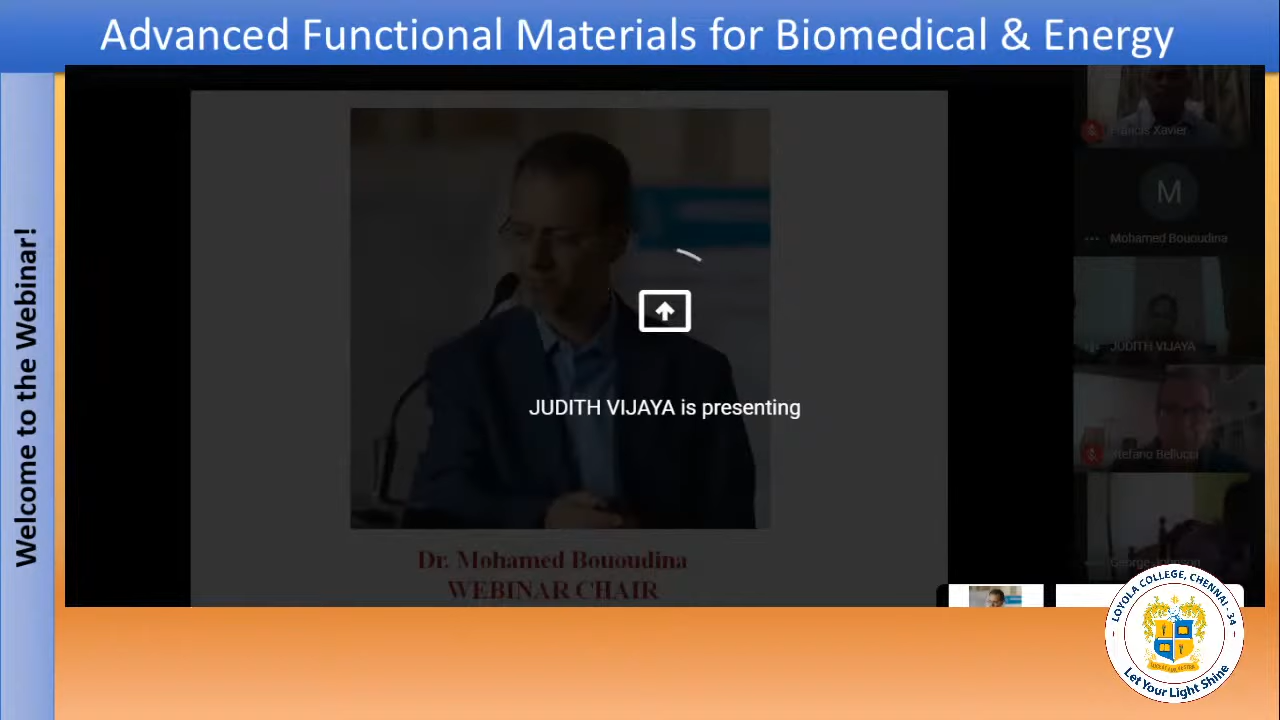 Advanced Functional Materials for Biomedical & Energy
Welcome to the Webinar!
Francis Xavier
M
Mohamed Bououdina
JUDITH VIJAYA
Stefano Bellucci
JUDITH VIJAYA is presenting
Dr. Mohamed Bououdina
WEBINAR CHAIR
George
LOYOLA COLLEGE, CHENNAI - 34
Let Your Light Shine